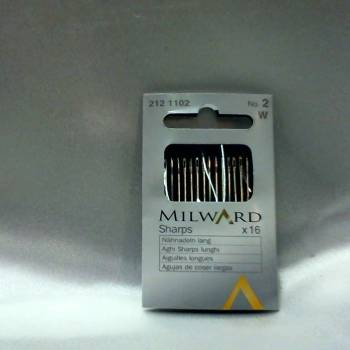 212 1102 No. 2
W
MILWARD
Sharps x16
Nähnadeln lang
Aghi Sharps lunghi
Aiguilles longues
Agujas de coser largas